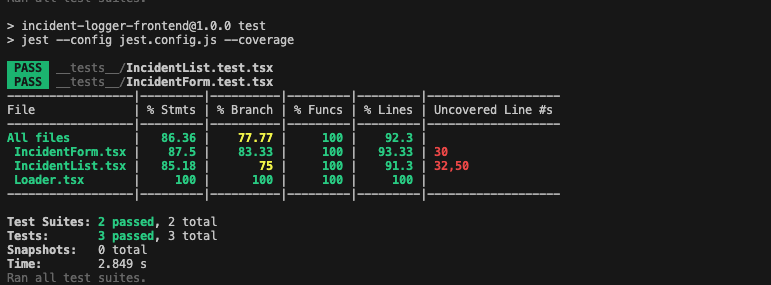 Ran all test suites.
> incident-logger-frontend@1.0.0 test
> jest --config jest.config.js --coverage
PASS __tests__/IncidentList.test.tsx
PASS __tests__/IncidentForm.test.tsx
-------------------|---------|----------|---------|---------|-------------------
File | % Stmts | % Branch | % Funcs | % Lines | Uncovered Line #s
-------------------|---------|----------|---------|---------|-------------------
All files | 86.36 | 77.77 | 100 | 92.3 |
IncidentForm.tsx | 87.5 | 83.33 | 100 | 93.33 | 30
IncidentList.tsx | 85.18 | 75 | 100 | 91.3 | 32,50
Loader.tsx | 100 | 100 | 100 | 100 |
-------------------|---------|----------|---------|---------|-------------------
Test Suites: 2 passed, 2 total
Tests: 3 passed, 3 total
Snapshots: 0 total
Time: 2.849 s
Ran all test suites.